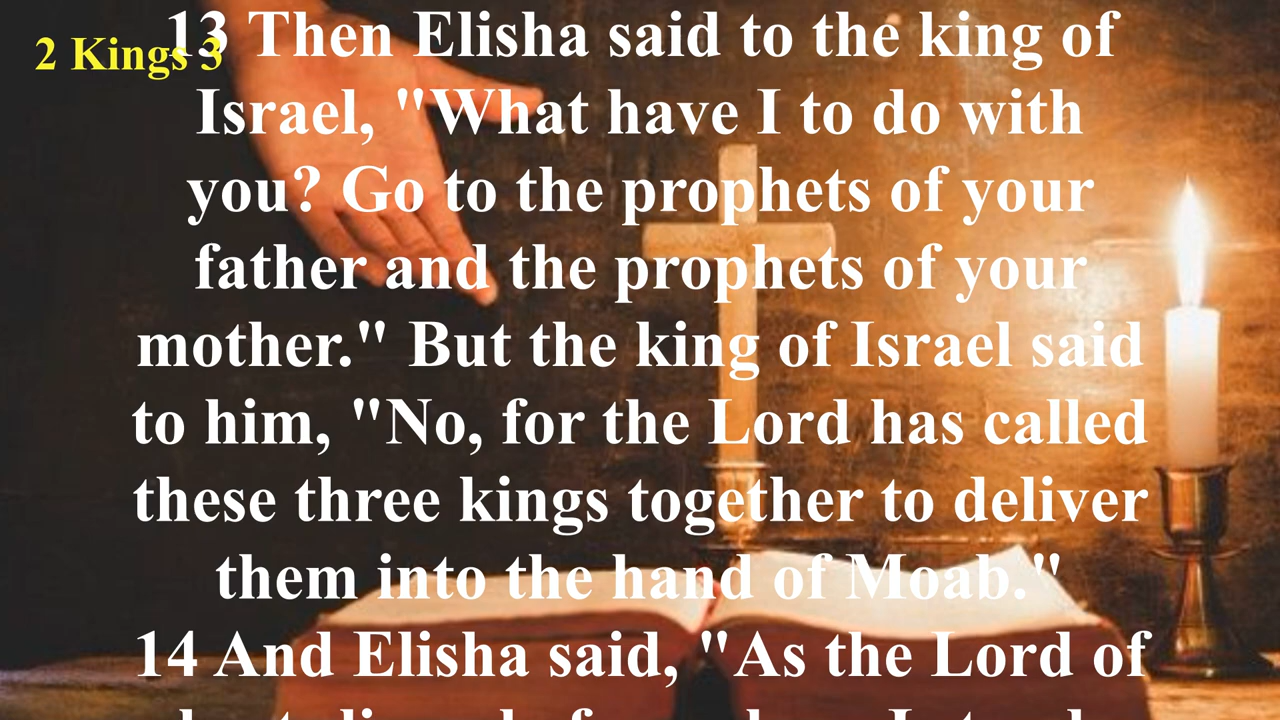 2 Kings 3
13 Then Elisha said to the king of
Israel, "What have I to do with
you? Go to the prophets of your
father and the prophets of your
mother." But the king of Israel said
to him, "No, for the Lord has called
these three kings together to deliver
them into the hand of Moab."
14 And Elisha said, "As the Lord of